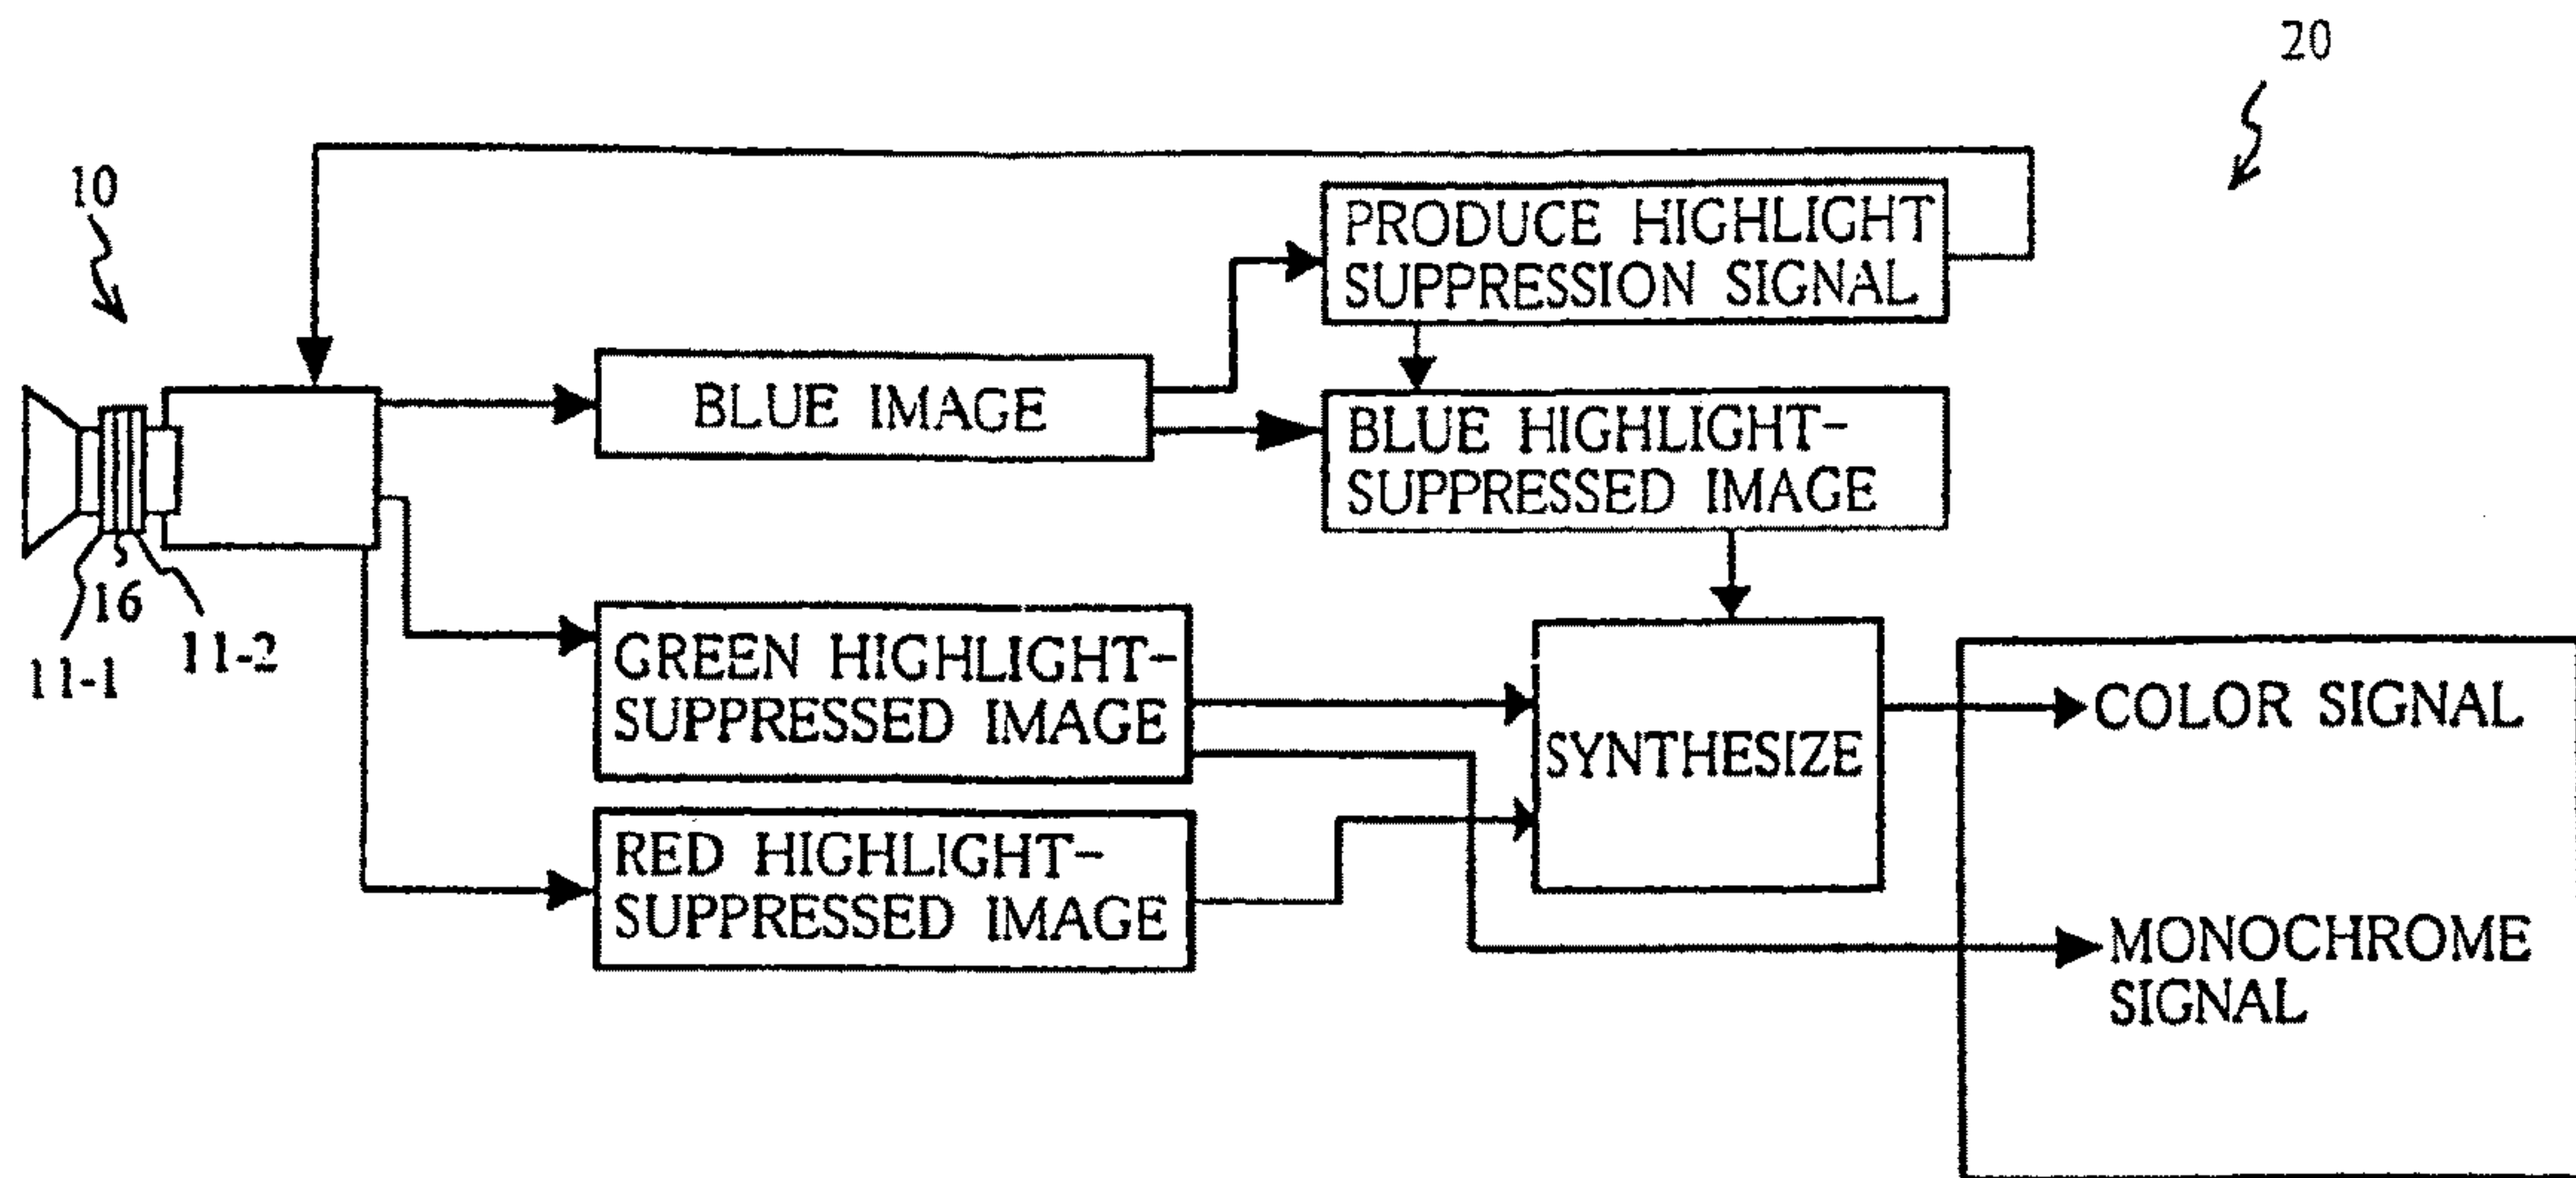 20
10
PRODUCE HIGHLIGHT
SUPPRESSION SIGNAL
BLUE IMAGE
BLUE HIGHLIGHT-
SUPPRESSED IMAGE
16
11-1
11-2
GREEN HIGHLIGHT-
SUPPRESSED IMAGE
SYNTHESIZE
COLOR SIGNAL
RED HIGHLIGHT-
SUPPRESSED IMAGE
MONOCHROME
SIGNAL